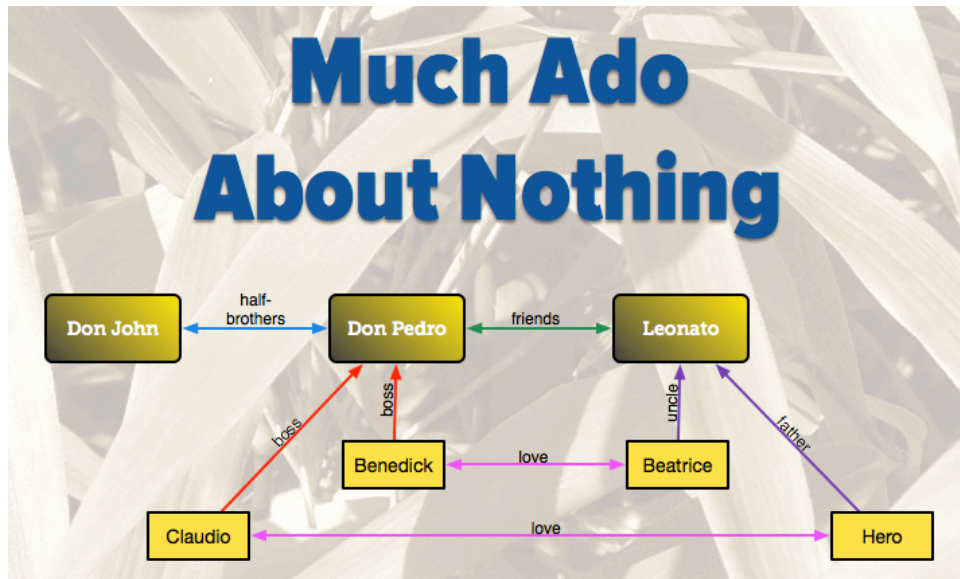 Much Ado
About Nothing
half-
brothers
Don John
Don Pedro
friends
Leonato
boss
boss
uncle
father
Benedick
love
Beatrice
Claudio
love
Hero